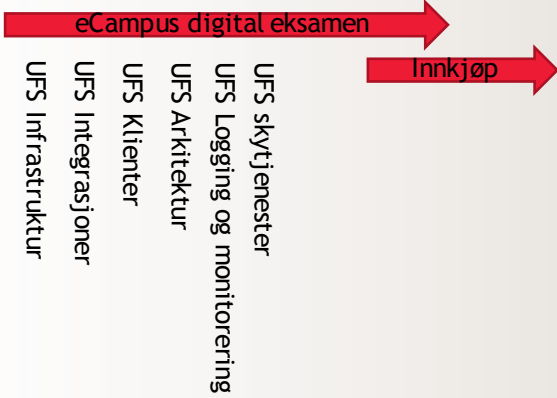 eCampus digital eksamen
Innkjøp
UFS Infrastruktur
UFS Integrasjoner
UFS Klienter
UFS Arkitektur
UFS Logging og monitorering
UFS skytjenester